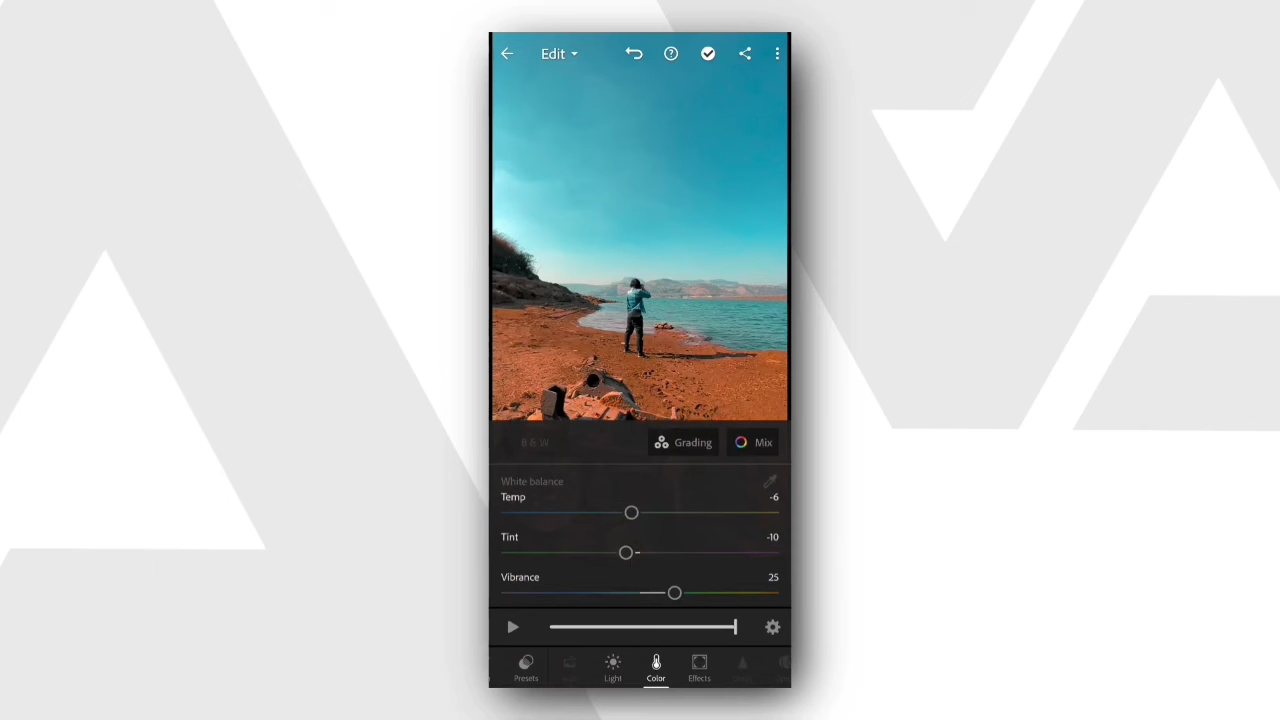 Edit
B & W
Grading
Mix
White balance
Temp
-6
Tint
-10
Vibrance
25
Presets
Light
Color
Effects